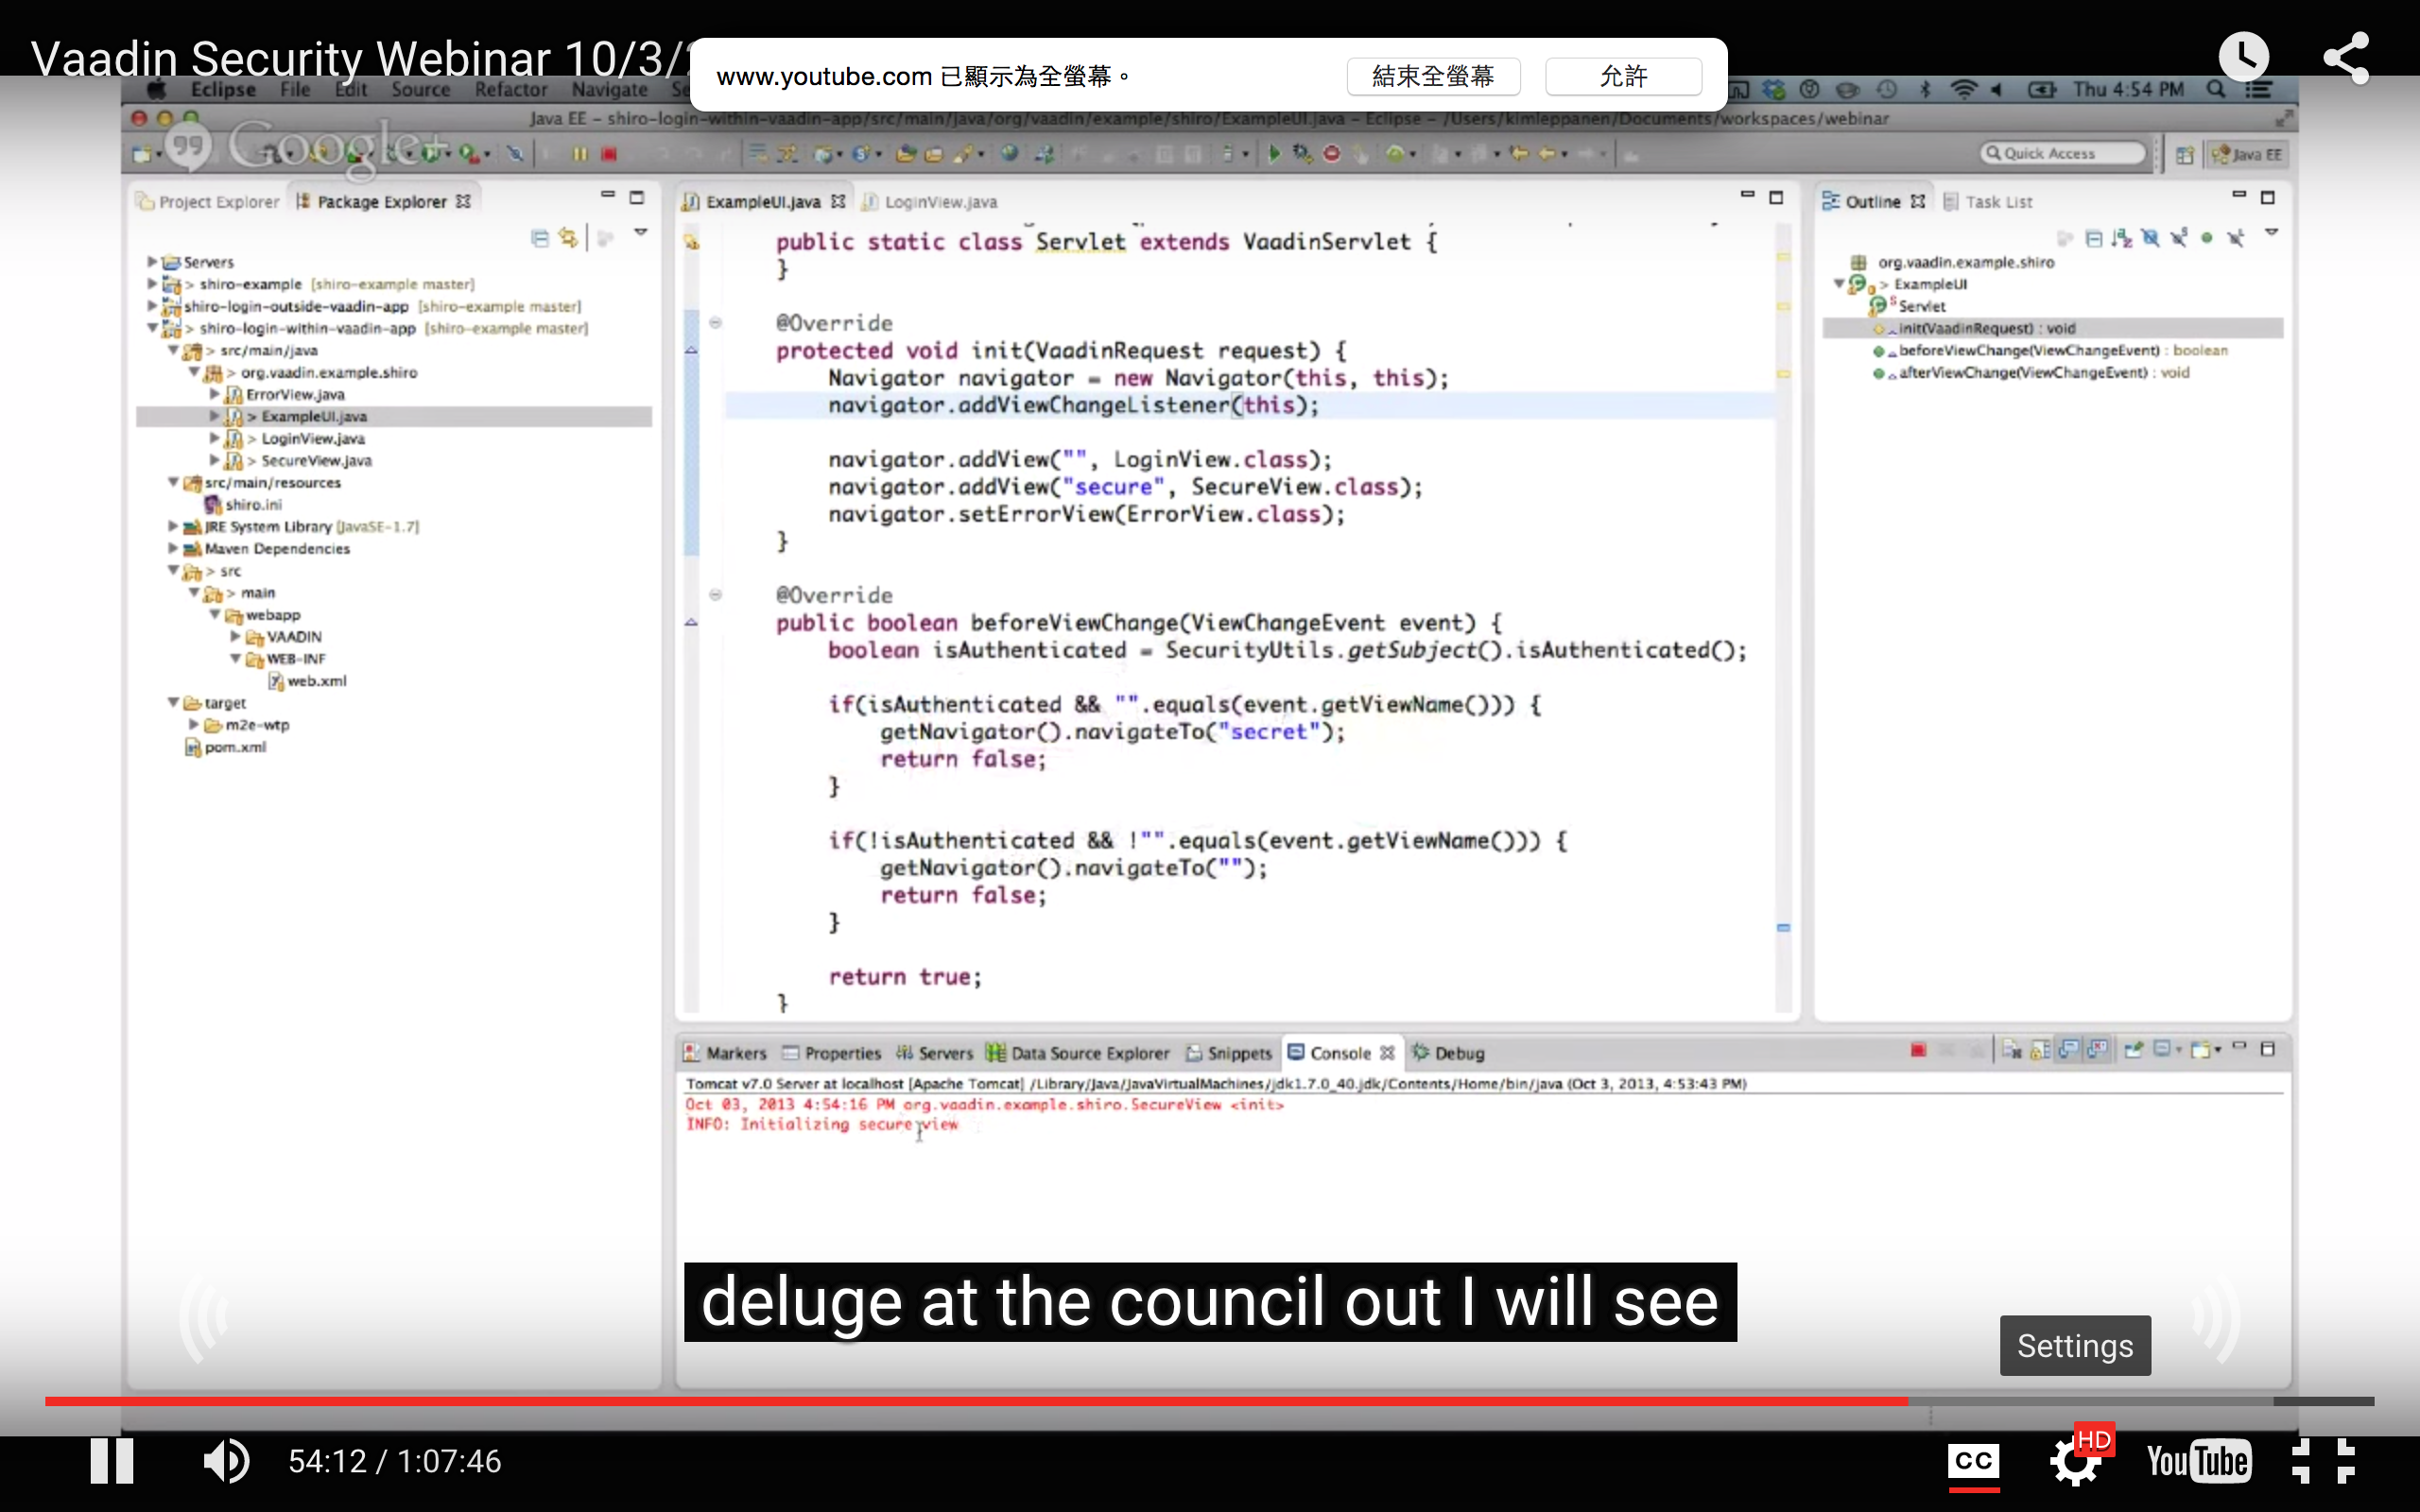 Vaadin Security Webinar 10/3/
www.youtube.com 已顯示為全螢幕。
結束全螢幕
允許
Eclipse File Edit Source Refactor Navigate
Thu 4:54 PM
Java EE - shiro-login-within-vaadin-app/src/main/java/org/vaadin/example/shiro/ExampleUI.java - Eclipse - /Users/kimleppanen/Documents/workspaces/webinar
Google+
Quick Access
Java EE
Project Explorer
Package Explorer
Servers
> shiro-example [shiro-example master]
shiro-login-outside-vaadin-app [shiro-example master]
> shiro-login-within-vaadin-app [shiro-example master]
> src/main/java
> org.vaadin.example.shiro
ErrorView.java
> ExampleUI.java
> LoginView.java
> SecureView.java
src/main/resources
shiro.ini
JRE System Library [JavaSE-1.7]
Maven Dependencies
> src
> main
webapp
VAADIN
WEB-INF
web.xml
target
m2e-wtp
pom.xml
ExampleUI.java
LoginView.java
public static class Servlet extends VaadinServlet {
}
@Override
protected void init(VaadinRequest request) {
Navigator navigator = new Navigator(this, this);
navigator.addViewChangeListener(this);
navigator.addView("", LoginView.class);
navigator.addView("secure", SecureView.class);
navigator.setErrorView(ErrorView.class);
}
@Override
public boolean beforeViewChange(ViewChangeEvent event) {
boolean isAuthenticated = SecurityUtils.getSubject().isAuthenticated();
if(isAuthenticated && "".equals(event.getViewName())) {
getNavigator().navigateTo("secret");
return false;
}
if(!isAuthenticated && !"".equals(event.getViewName())) {
getNavigator().navigateTo("");
return false;
}
return true;
}
Outline
Task List
org.vaadin.example.shiro
> ExampleUI
Servlet
init(VaadinRequest) : void
beforeViewChange(ViewChangeEvent) : boolean
afterViewChange(ViewChangeEvent) : void
Markers Properties Servers Data Source Explorer Snippets Console Debug
Tomcat v7.0 Server at localhost [Apache Tomcat] /Library/Java/JavaVirtualMachines/jdk1.7.0_40.jdk/Contents/Home/bin/java (Oct 3, 2013, 4:53:43 PM)
Oct 03, 2013 4:54:16 PM org.vaadin.example.shiro.SecureView <init>
INFO: Initializing secure view
deluge at the council out I will see
Settings
54:12 / 1:07:46
CC
HD
YouTube